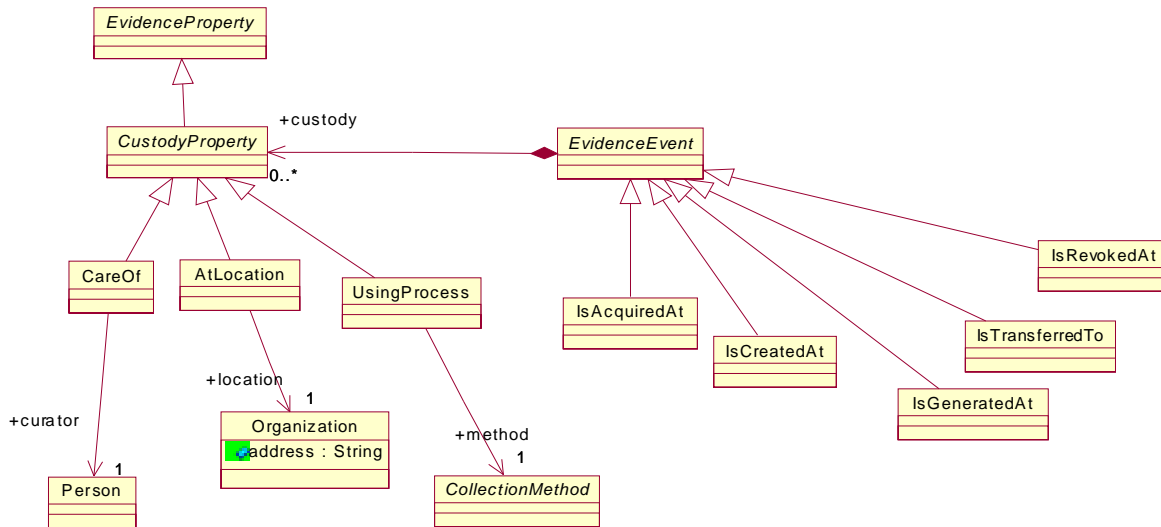 EvidenceProperty
+custody
CustodyProperty
EvidenceEvent
0..*
IsRevokedAt
CareOf
AtLocation
UsingProcess
IsAcquiredAt
IsTransferredTo
IsCreatedAt
+location
1
IsGeneratedAt
+curator
Organization
address : String
+method
1
1
Person
CollectionMethod